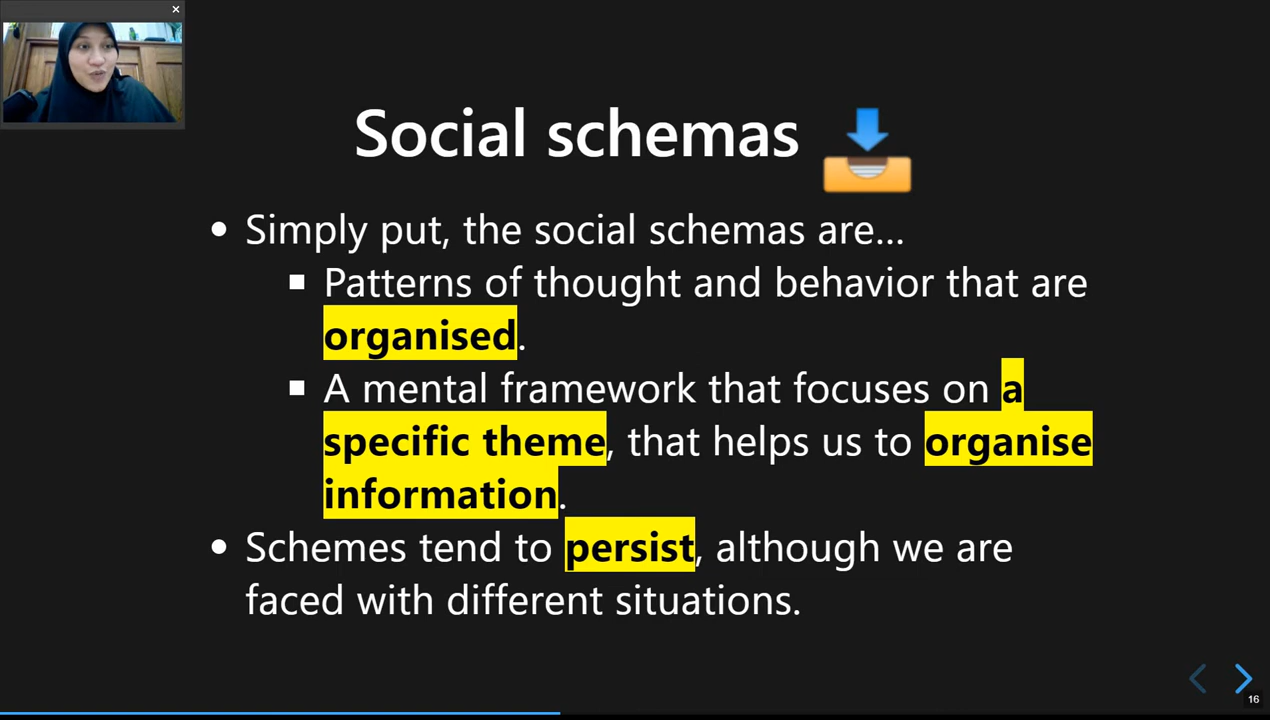 Social schemas
Simply put, the social schemas are...
Patterns of thought and behavior that are
organised.
A mental framework that focuses on a
specific theme, that helps us to organise
information.
Schemes tend to persist, although we are
faced with different situations.
16